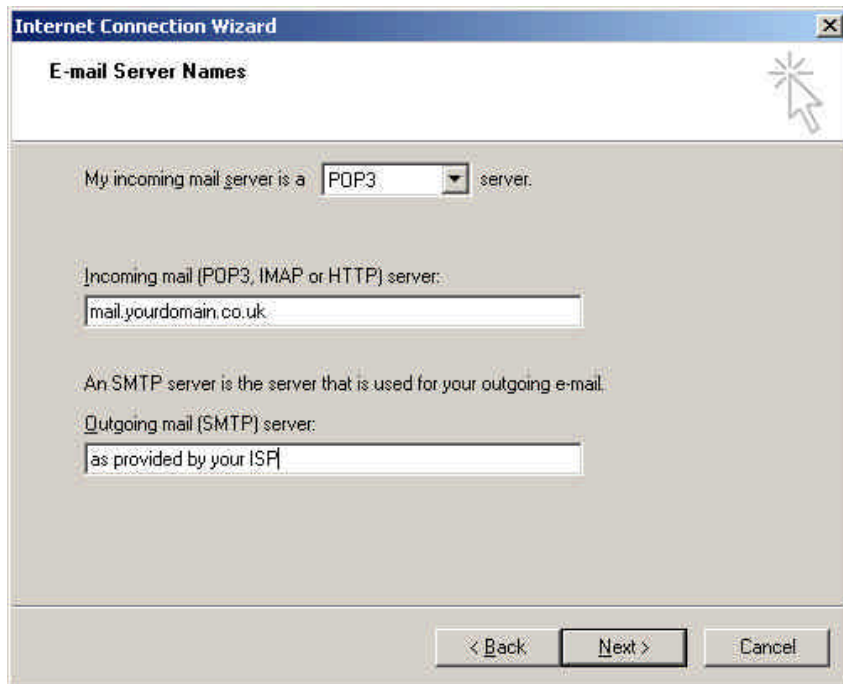 Internet Connection Wizard
E-mail Server Names
My incoming mail server is a POP3 server.
Incoming mail (POP3, IMAP or HTTP) server:
mail.yourdomain.co.uk
An SMTP server is the server that is used for your outgoing e-mail.
Outgoing mail (SMTP) server:
as provided by your ISP
< Back Next > Cancel